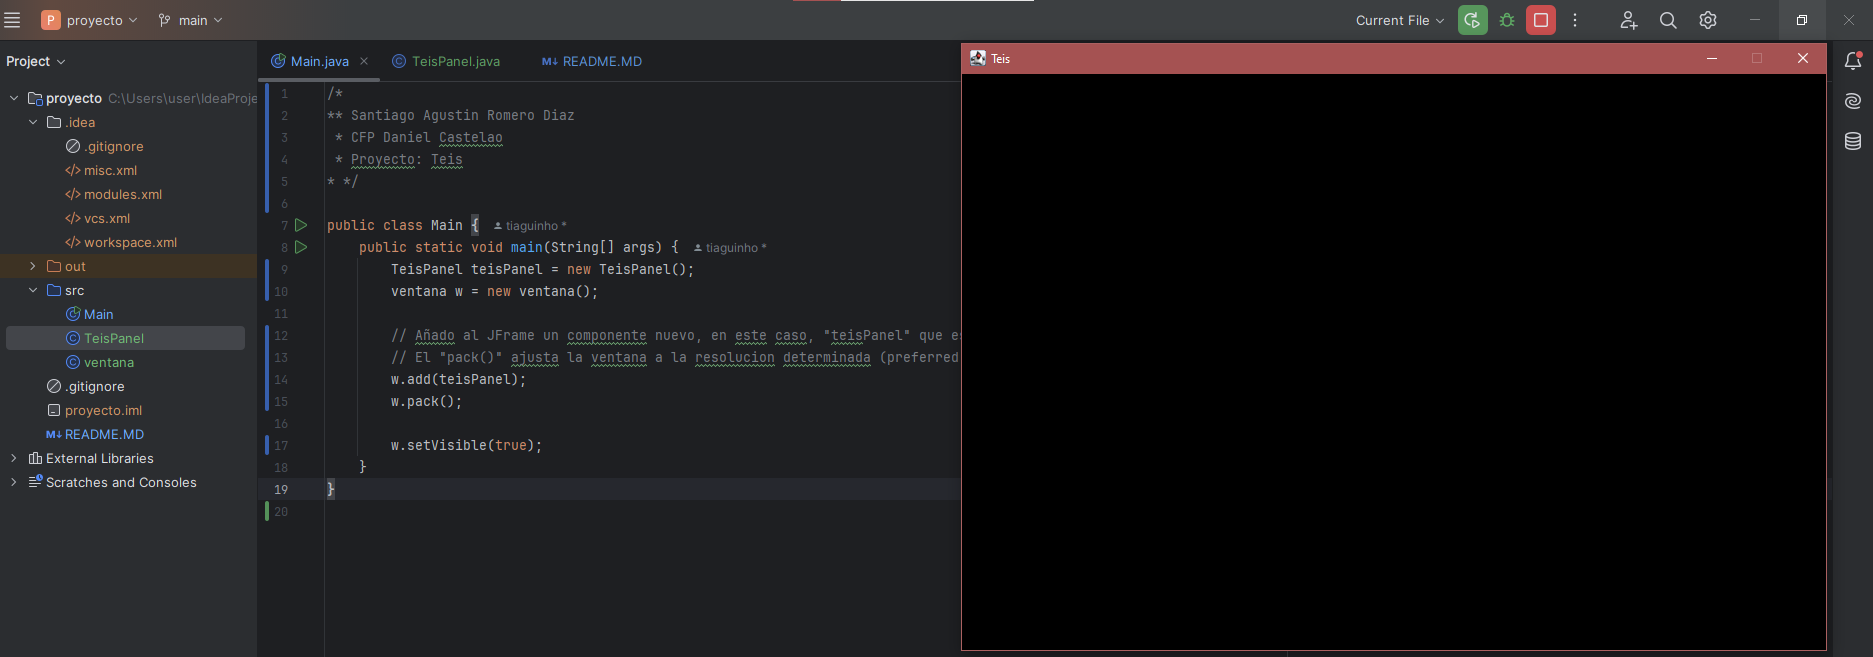 P proyecto main Current File
Project
Main.java TeisPanel.java M↓ README.MD
Teis
proyecto C:\Users\user\IdeaProje
.idea
.gitignore
</> misc.xml
</> modules.xml
</> vcs.xml
</> workspace.xml
out
src
Main
TeisPanel
ventana
.gitignore
proyecto.iml
M↓ README.MD
External Libraries
Scratches and Consoles
1 /*
2 ** Santiago Agustin Romero Diaz
3 * CFP Daniel Castelao
4 * Proyecto: Teis
5 * */
6
7 public class Main { tiaguinho *
8 public static void main(String[] args) { tiaguinho *
9 TeisPanel teisPanel = new TeisPanel();
10 ventana w = new ventana();
11
12 // Añado al JFrame un componente nuevo, en este caso, "teisPanel" que es
13 // El "pack()" ajusta la ventana a la resolucion determinada (preferred
14 w.add(teisPanel);
15 w.pack();
16
17 w.setVisible(true);
18 }
19 }
20